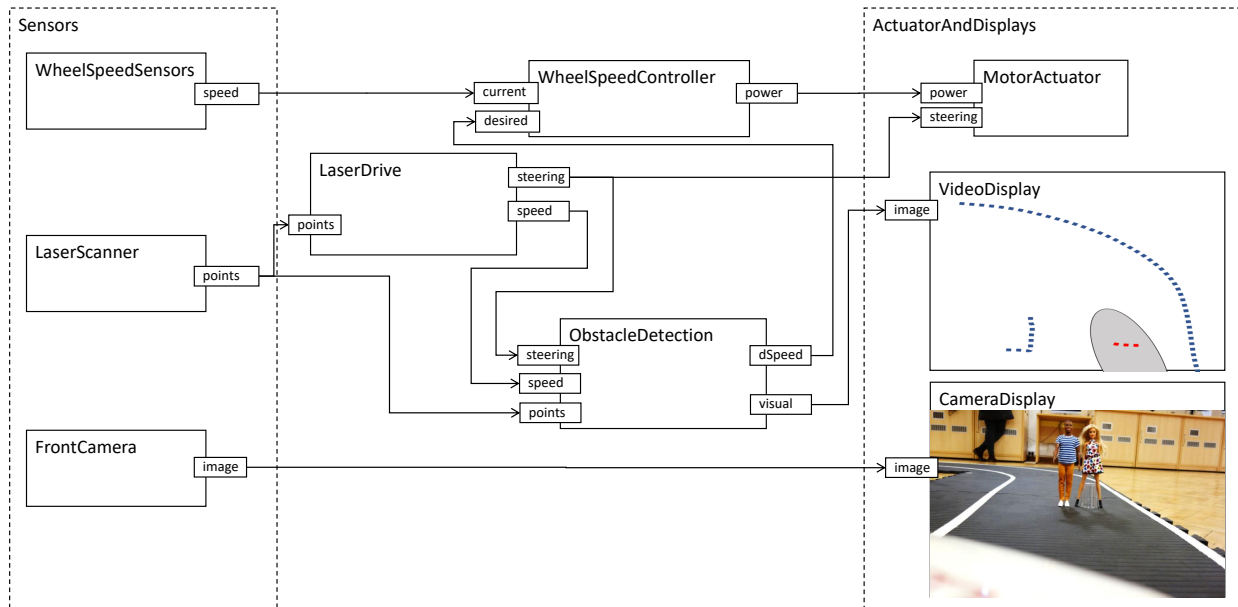 Sensors
ActuatorAndDisplays
WheelSpeedSensors
speed
WheelSpeedController
current
desired
power
MotorActuator
power
steering
LaserDrive
steering
speed
points
VideoDisplay
image
LaserScanner
points
ObstacleDetection
steering
speed
points
dSpeed
visual
CameraDisplay
image
FrontCamera
image